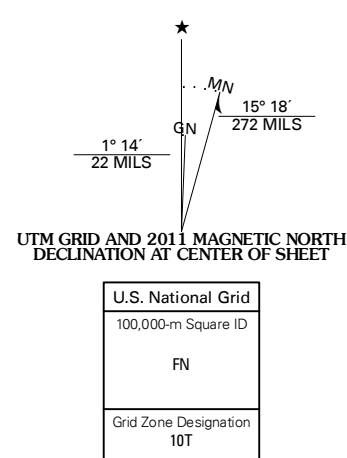 ★
MN
15° 18´
272 MILS
GN
1° 14´
22 MILS
UTM GRID AND 2011 MAGNETIC NORTH
DECLINATION AT CENTER OF SHEET
U.S. National Grid
100,000-m Square ID
FN
Grid Zone Designation
10T